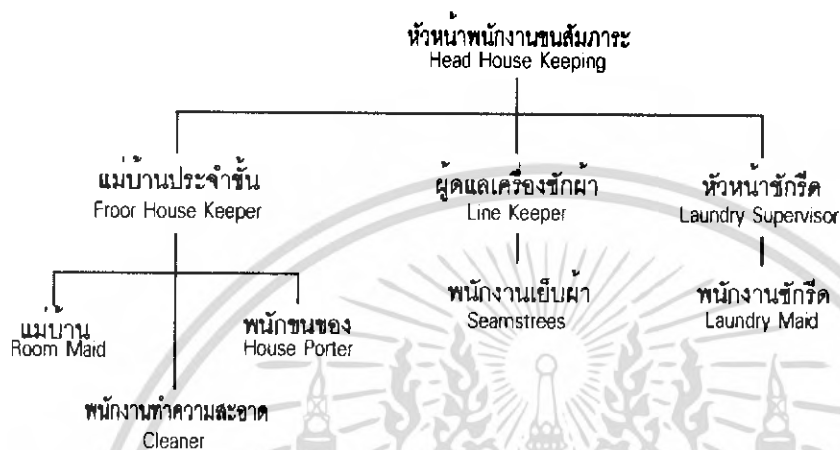 หัวหน้าพนักงานขนสัมภาระ
Head House Keeping
แม่บ้านประจำชั้น
Froor House Keeper
ผู้ดูแลเครื่องซักผ้า
Line Keeper
หัวหน้าซักรีด
Laundry Supervisor
แม่บ้าน
Room Maid
พนักขนของ
House Porter
พนักงานเย็บผ้า
Seamstrees
พนักงานซักรีด
Laundry Maid
พนักงานทำความสะอาด
Cleaner